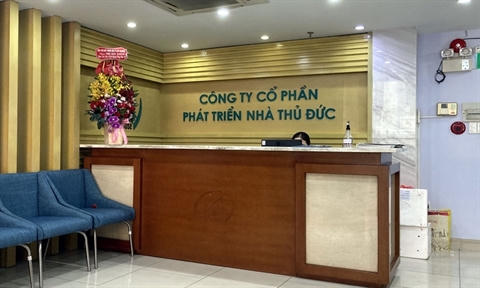 CÔNG TY CỔ PHẦN
PHÁT TRIỂN NHÀ THỦ ĐỨC